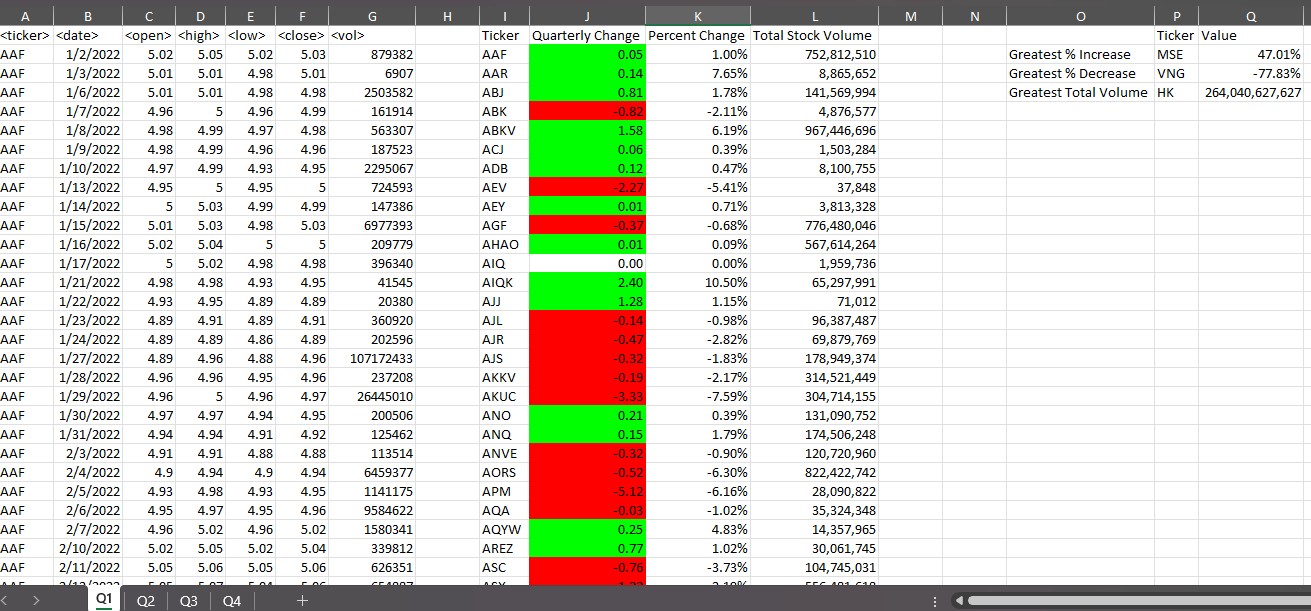 A B C D E F G H I J K L M N O P Q
<ticker> <date> <open> <high> <low> <close> <vol> Ticker Quarterly Change Percent Change Total Stock Volume Ticker Value
AAF 1/2/2022 5.02 5.05 5.02 5.03 879382 AAF 0.05 1.00% 752,812,510 Greatest % Increase MSE 47.01%
AAF 1/3/2022 5.01 5.01 4.98 5.01 6907 AAR 0.14 7.65% 8,865,652 Greatest % Decrease VNG -77.83%
AAF 1/6/2022 5.01 5.01 4.98 4.98 2503582 ABJ 0.81 1.78% 141,569,994 Greatest Total Volume HK 264,040,627,627
AAF 1/7/2022 4.96 5 4.96 4.99 161914 ABK -0.82 -2.11% 4,876,577
AAF 1/8/2022 4.98 4.99 4.97 4.98 563307 ABKV 1.58 6.19% 967,446,696
AAF 1/9/2022 4.98 4.99 4.96 4.96 187523 ACJ 0.06 0.39% 1,503,284
AAF 1/10/2022 4.97 4.99 4.93 4.95 2295067 ADB 0.12 0.47% 8,100,755
AAF 1/13/2022 4.95 5 4.95 5 724593 AEV -2.27 -5.41% 37,848
AAF 1/14/2022 5 5.03 4.99 4.99 147386 AEY 0.01 0.71% 3,813,328
AAF 1/15/2022 5.01 5.03 4.98 5.03 6977393 AGF -0.37 -0.68% 776,480,046
AAF 1/16/2022 5.02 5.04 5 5 209779 AHAO 0.01 0.09% 567,614,264
AAF 1/17/2022 5 5.02 4.98 4.98 396340 AIQ 0.00 0.00% 1,959,736
AAF 1/21/2022 4.98 4.98 4.93 4.95 41545 AIQK 2.40 10.50% 65,297,991
AAF 1/22/2022 4.93 4.95 4.89 4.89 20380 AJJ 1.28 1.15% 71,012
AAF 1/23/2022 4.89 4.91 4.89 4.91 360920 AJL -0.14 -0.98% 96,387,487
AAF 1/24/2022 4.89 4.89 4.86 4.89 202596 AJR -0.47 -2.82% 69,879,769
AAF 1/27/2022 4.89 4.96 4.88 4.96 107172433 AJS -0.32 -1.83% 178,949,374
AAF 1/28/2022 4.96 4.96 4.95 4.96 237208 AKKV -0.19 -2.17% 314,521,449
AAF 1/29/2022 4.96 5 4.96 4.97 26445010 AKUC -3.33 -7.59% 304,714,155
AAF 1/30/2022 4.97 4.97 4.94 4.95 200506 ANO 0.21 0.39% 131,090,752
AAF 1/31/2022 4.94 4.94 4.91 4.92 125462 ANQ 0.15 1.79% 174,506,248
AAF 2/3/2022 4.91 4.91 4.88 4.88 113514 ANVE -0.32 -0.90% 120,720,960
AAF 2/4/2022 4.9 4.94 4.9 4.94 6459377 AORS -0.52 -6.30% 822,422,742
AAF 2/5/2022 4.93 4.98 4.93 4.95 1141175 APM -5.12 -6.16% 28,090,822
AAF 2/6/2022 4.95 4.97 4.95 4.96 9584622 AQA -0.03 -1.02% 35,324,348
AAF 2/7/2022 4.96 5.02 4.96 5.02 1580341 AQYW 0.25 4.83% 14,357,965
AAF 2/10/2022 5.02 5.05 5.02 5.04 339812 AREZ 0.77 1.02% 30,061,745
AAF 2/11/2022 5.05 5.06 5.05 5.06 626351 ASC -0.76 -3.73% 104,745,031
Q1 Q2 Q3 Q4